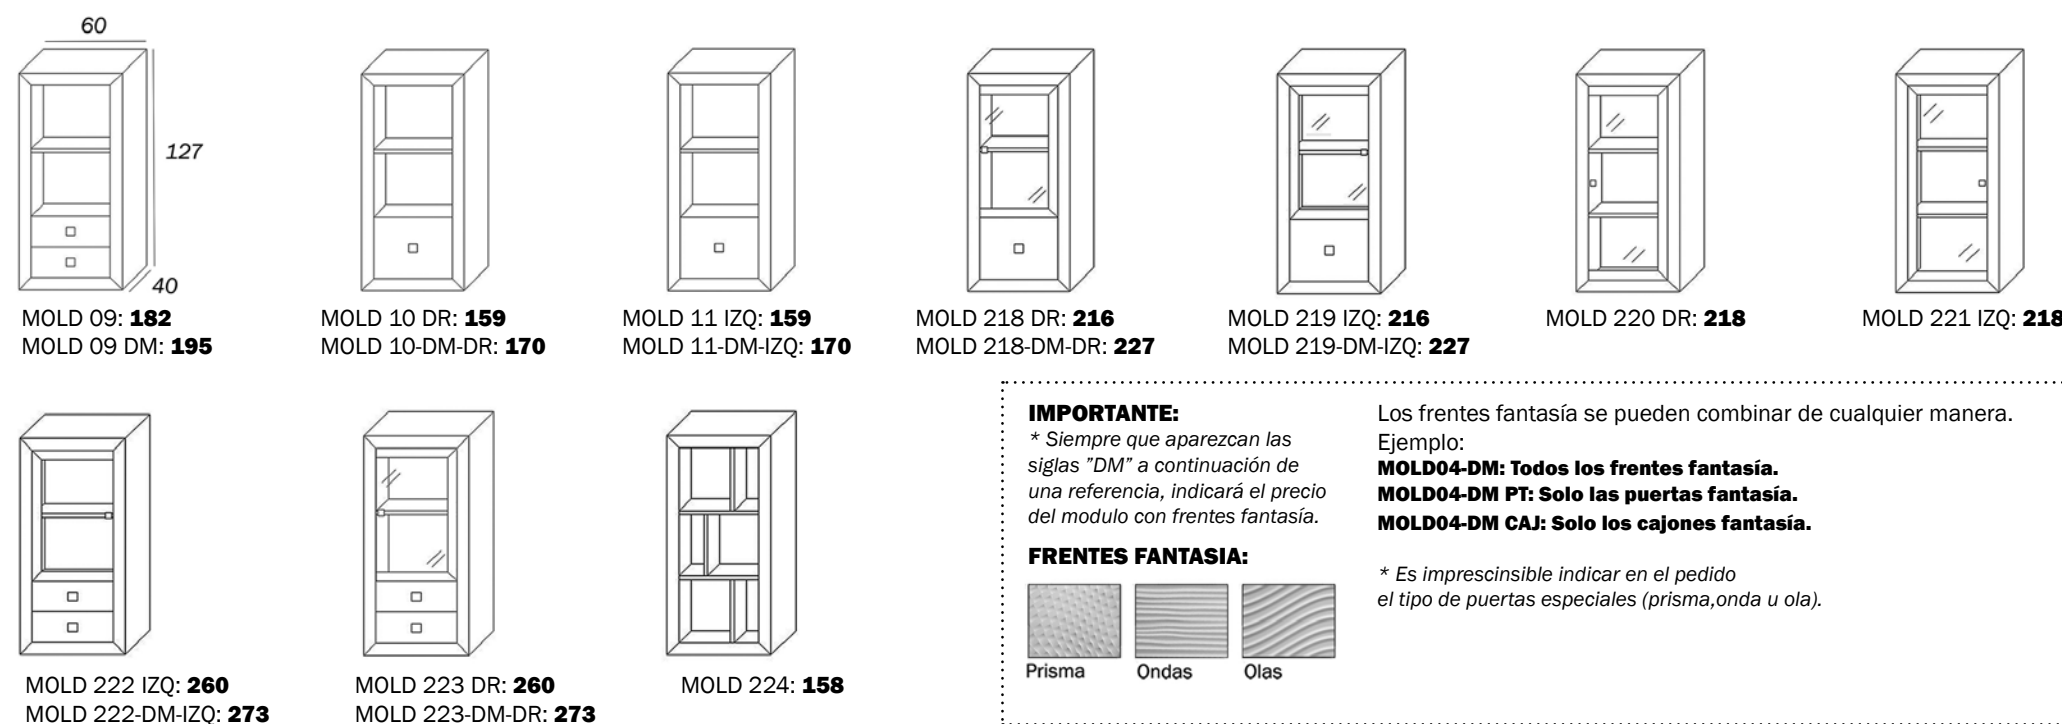 60
127
40
MOLD 09: 182
MOLD 09 DM: 195
MOLD 10 DR: 159
MOLD 10-DM-DR: 170
MOLD 11 IZQ: 159
MOLD 11-DM-IZQ: 170
MOLD 218 DR: 216
MOLD 218-DM-DR: 227
MOLD 219 IZQ: 216
MOLD 219-DM-IZQ: 227
MOLD 220 DR: 218
MOLD 221 IZQ: 218
MOLD 222 IZQ: 260
MOLD 222-DM-IZQ: 273
MOLD 223 DR: 260
MOLD 223-DM-DR: 273
MOLD 224: 158
IMPORTANTE:
* Siempre que aparezcan las
siglas "DM" a continuación de
una referencia, indicará el precio
del modulo con frentes fantasía.
FRENTES FANTASIA:
Prisma
Ondas
Olas
Los frentes fantasía se pueden combinar de cualquier manera.
Ejemplo:
MOLD04-DM: Todos los frentes fantasía.
MOLD04-DM PT: Solo las puertas fantasía.
MOLD04-DM CAJ: Solo los cajones fantasía.
* Es imprescinsible indicar en el pedido
el tipo de puertas especiales (prisma,onda u ola).